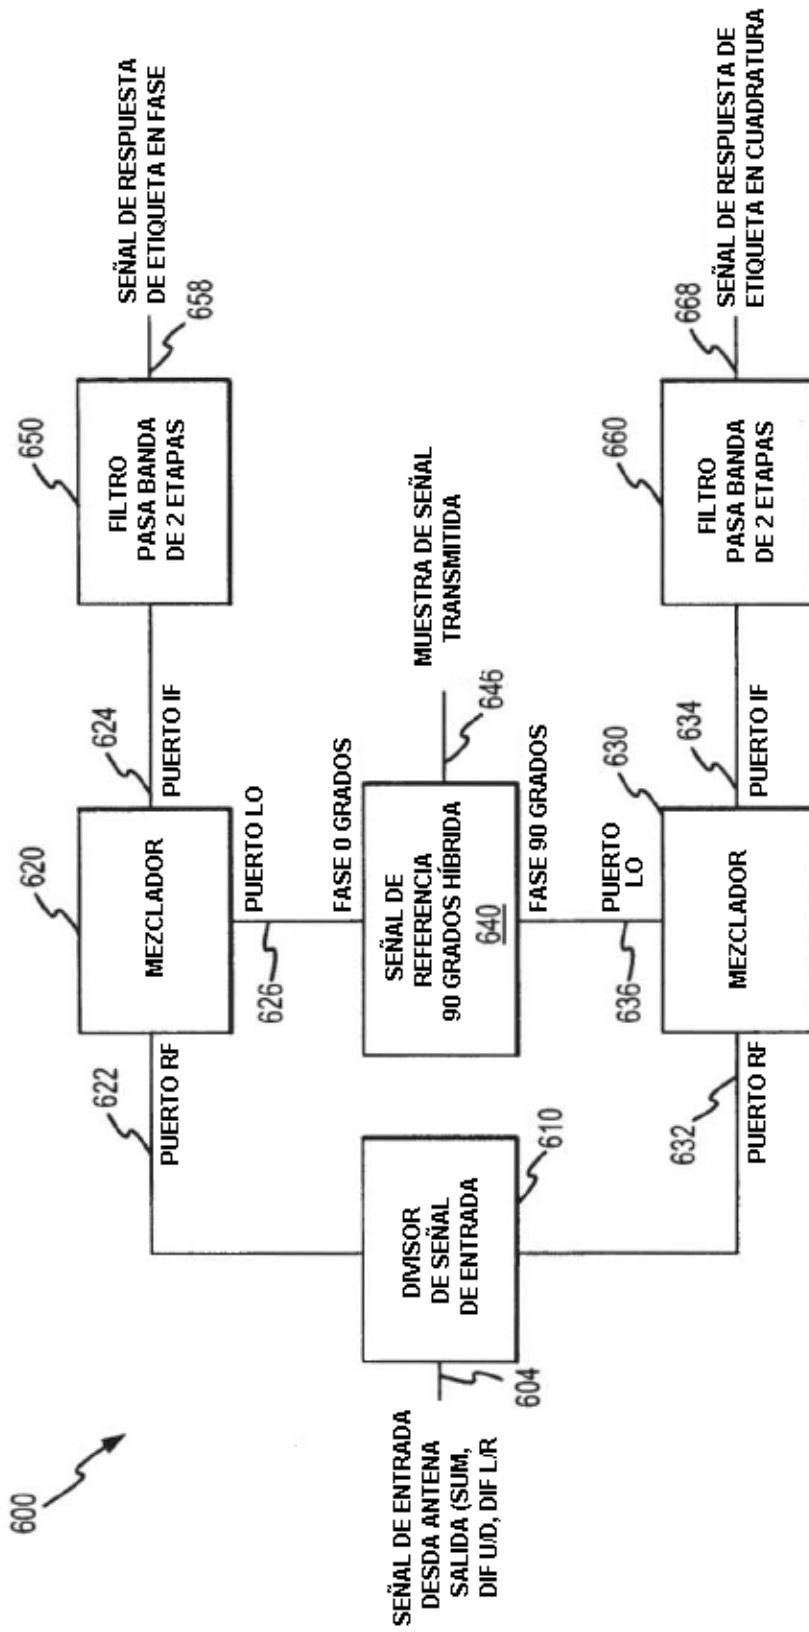 600
SEÑAL DE ENTRADA
DESDA ANTENA
SALIDA (SUM,
DIF U/D, DIF L/R
604
DIVISOR
DE SEÑAL
DE ENTRADA
610
622
PUERTO RF
620
MEZCLADOR
624
PUERTO IF
650
FILTRO
PASA BANDA
DE 2 ETAPAS
658
SEÑAL DE RESPUESTA
DE ETIQUETA EN FASE
PUERTO LO
626
FASE 0 GRADOS
SEÑAL DE
REFERENCIA
90 GRADOS HÍBRIDA
640
646
MUESTRA DE SEÑAL
TRANSMITIDA
FASE 90 GRADOS
PUERTO
LO
636
632
PUERTO RF
630
MEZCLADOR
634
PUERTO IF
660
FILTRO
PASA BANDA
DE 2 ETAPAS
668
SEÑAL DE RESPUESTA DE
ETIQUETA EN CUADRATURA